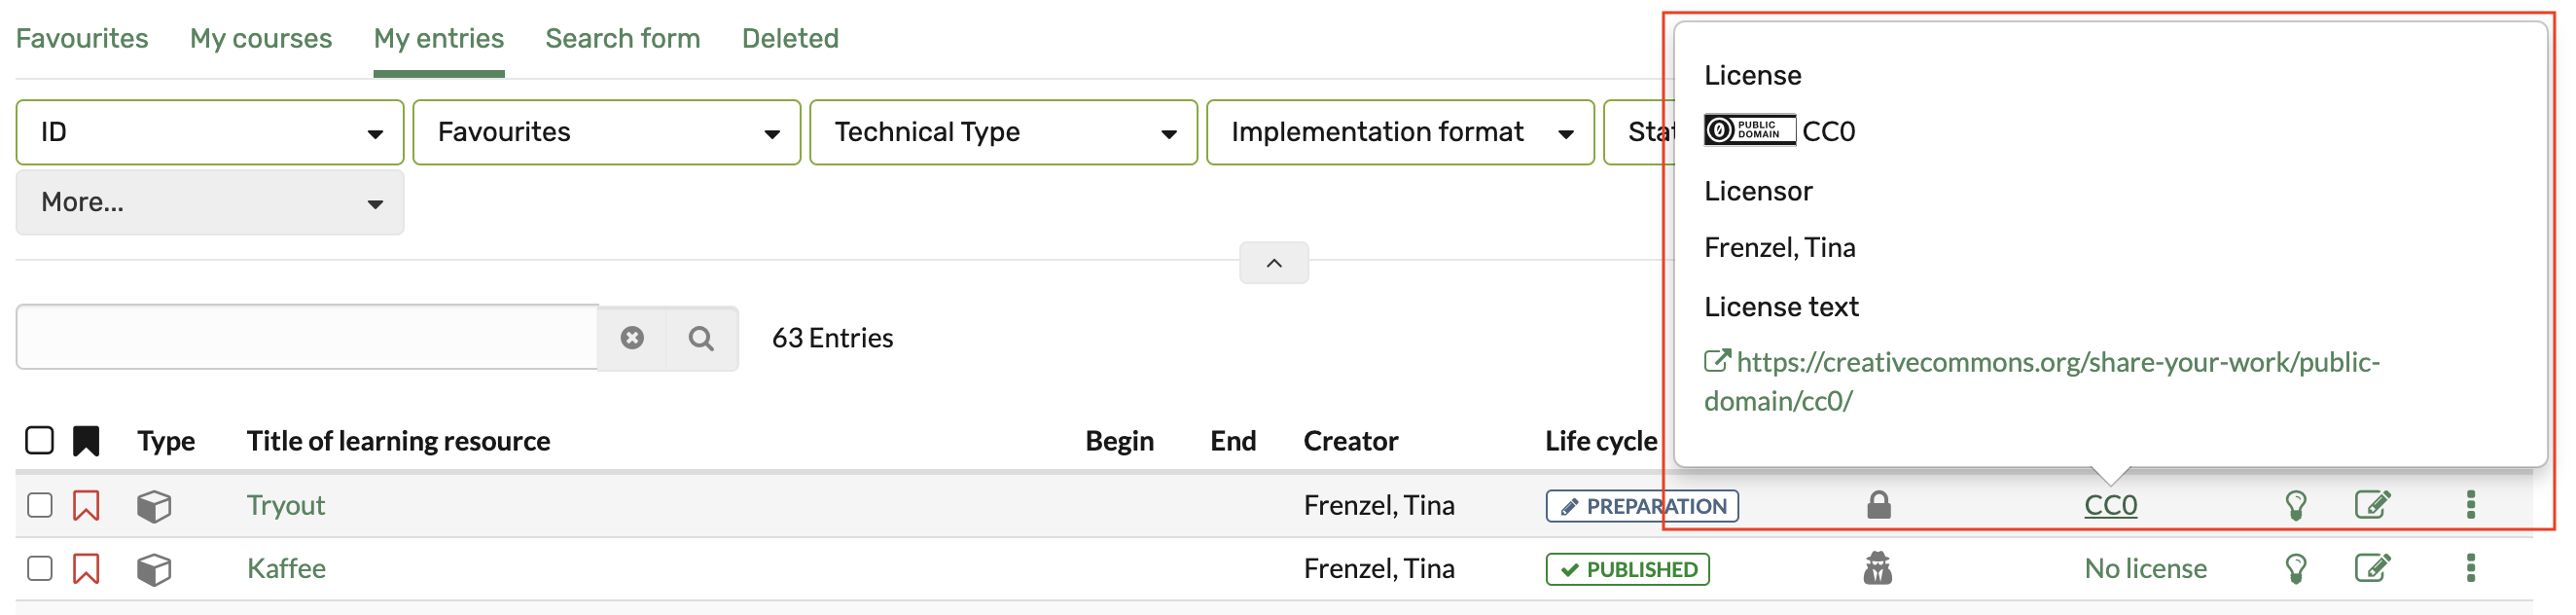 Favourites My courses My entries Search form Deleted
ID Favourites Technical Type Implementation format Stat
More...
63 Entries
License
PUBLIC DOMAIN CC0
Licensor
Frenzel, Tina
License text
https://creativecommons.org/share-your-work/public-
domain/cc0/
Type Title of learning resource Begin End Creator Life cycle
Tryout Frenzel, Tina PREPARATION CC0
Kaffee Frenzel, Tina PUBLISHED No license